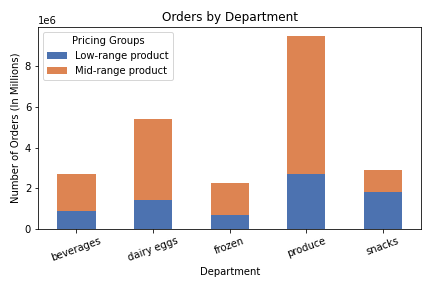 Orders by Department
1e6
Number of Orders (In Millions)
8
6
4
2
0
Pricing Groups
Low-range product
Mid-range product
beverages
dairy eggs
frozen
produce
snacks
Department